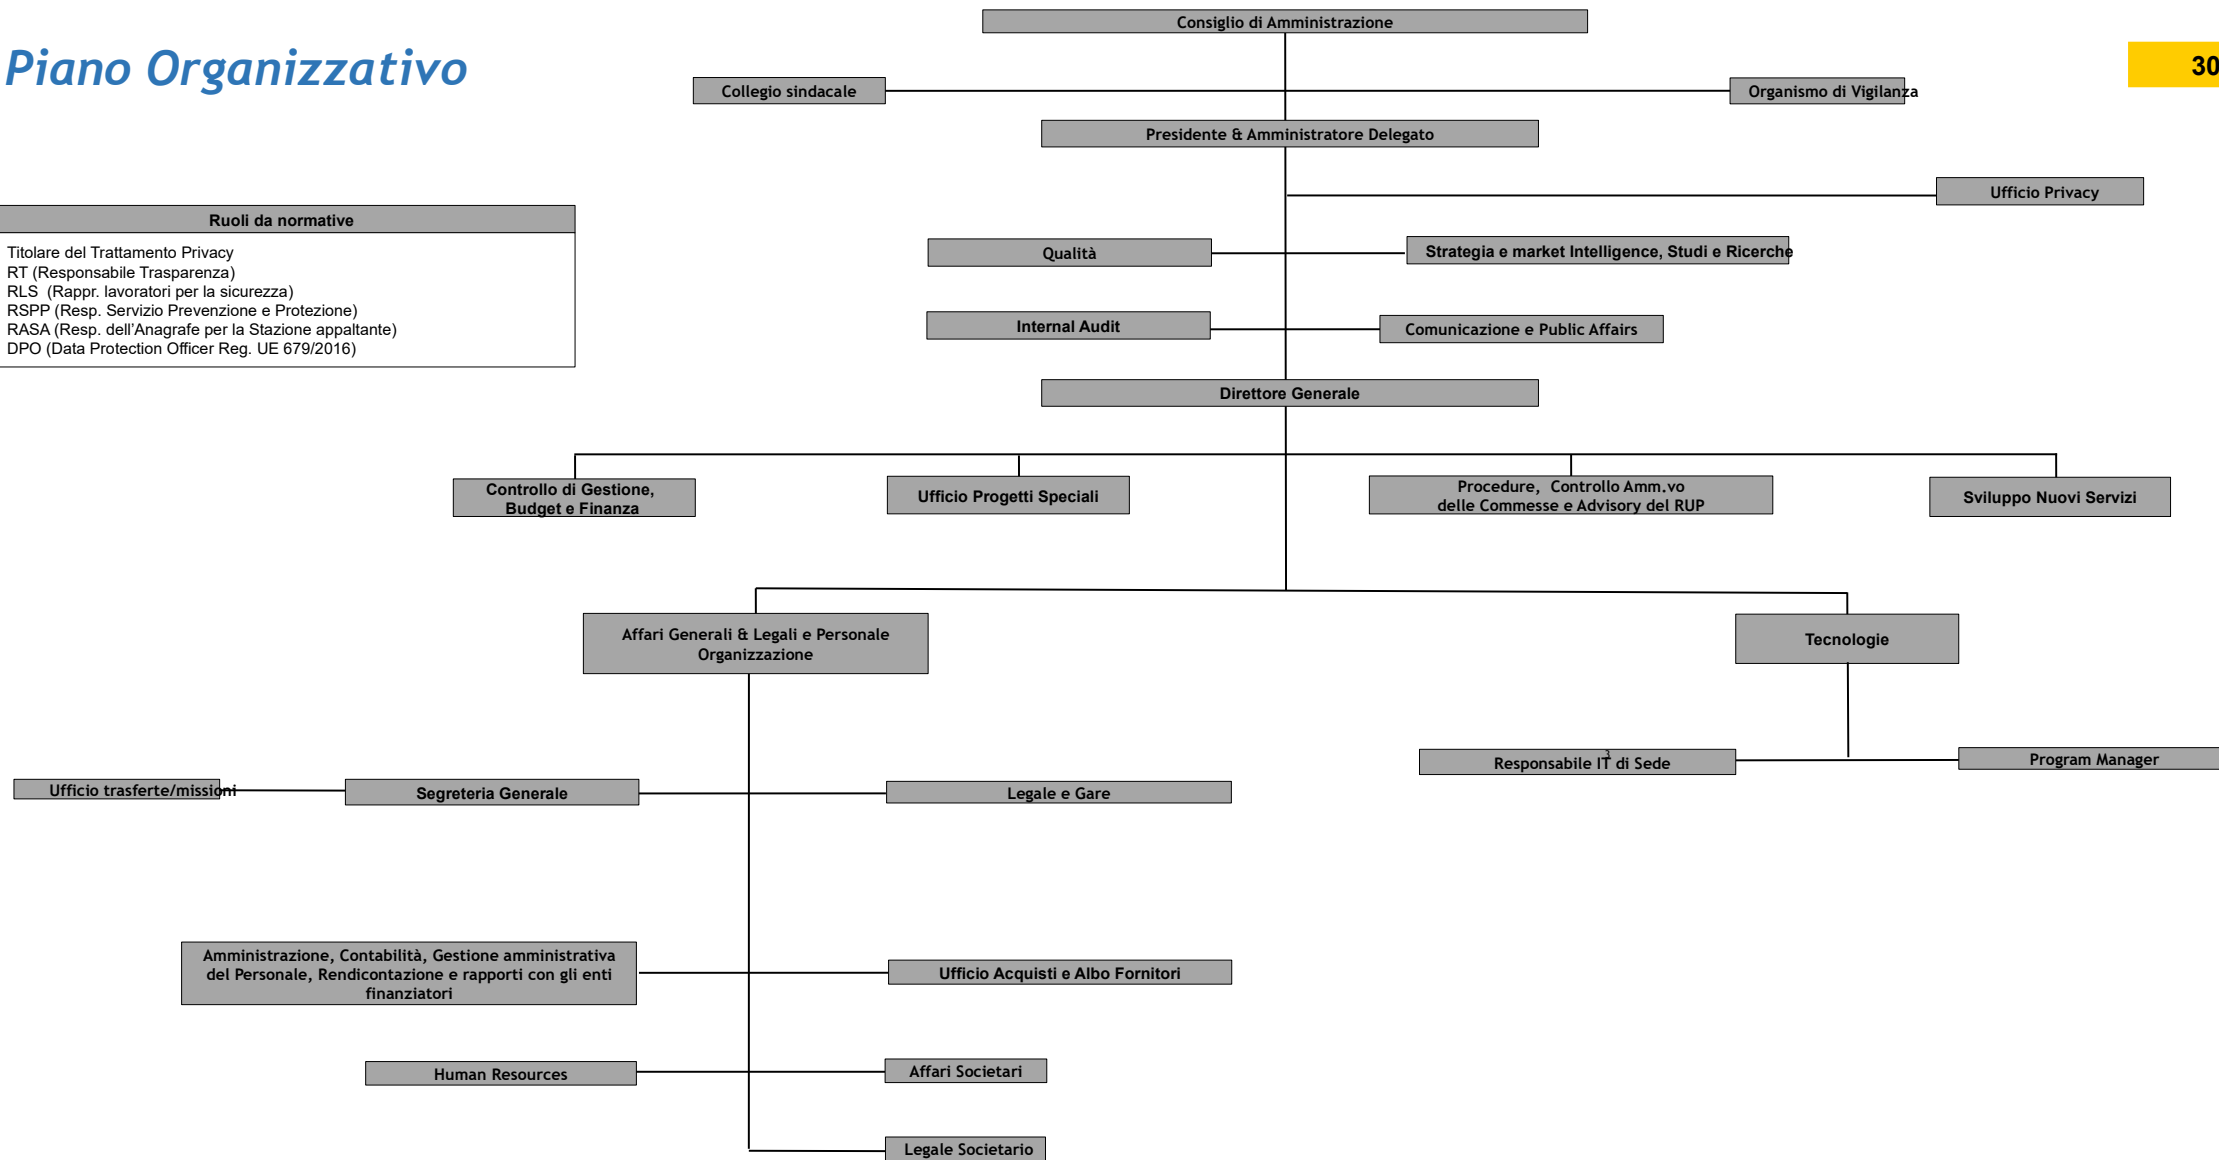 Consiglio di Amministrazione
Piano Organizzativo
30
Collegio sindacale
Organismo di Vigilanza
Presidente & Amministratore Delegato
Ufficio Privacy
Ruoli da normative
Titolare del Trattamento Privacy
RT (Responsabile Trasparenza)
RLS (Rappr. lavoratori per la sicurezza)
RSPP (Resp. Servizio Prevenzione e Protezione)
RASA (Resp. dell'Anagrafe per la Stazione appaltante)
DPO (Data Protection Officer Reg. UE 679/2016)
Qualità
Strategia e market Intelligence, Studi e Ricerche
Internal Audit
Comunicazione e Public Affairs
Direttore Generale
Controllo di Gestione,
Budget e Finanza
Ufficio Progetti Speciali
Procedure, Controllo Amm.vo
delle Commesse e Advisory del RUP
Sviluppo Nuovi Servizi
Affari Generali & Legali e Personale
Organizzazione
Tecnologie
3
Responsabile IT di Sede
Program Manager
Ufficio trasferte/missioni
Segreteria Generale
Legale e Gare
Amministrazione, Contabilità, Gestione amministrativa
del Personale, Rendicontazione e rapporti con gli enti
finanziatori
Ufficio Acquisti e Albo Fornitori
Human Resources
Affari Societari
Legale Societario